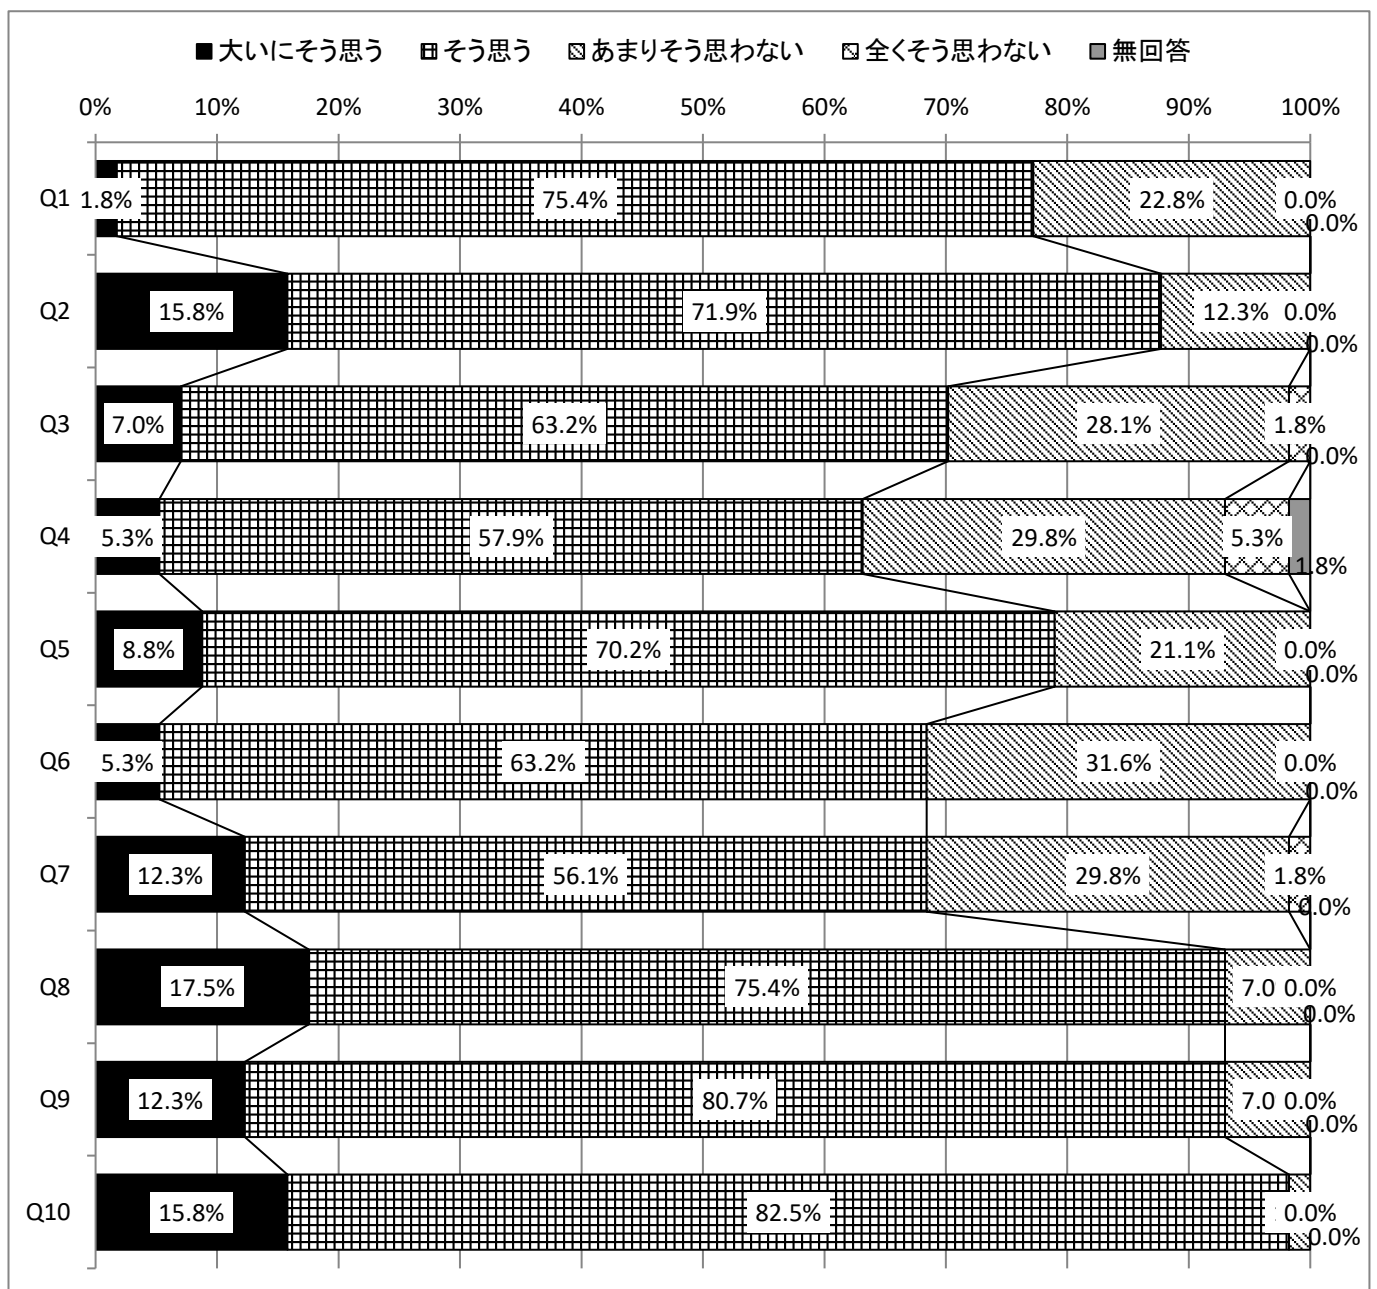 大いにそう思う そう思う あまりそう思わない 全くそう思わない 無回答
0% 10% 20% 30% 40% 50% 60% 70% 80% 90% 100%
Q1 1.8% 75.4% 22.8% 0.0%
0.0%
Q2 15.8% 71.9% 12.3% 0.0%
0.0%
Q3 7.0% 63.2% 28.1% 1.8%
0.0%
Q4 5.3% 57.9% 29.8% 5.3%
1.8%
Q5 8.8% 70.2% 21.1% 0.0%
0.0%
Q6 5.3% 63.2% 31.6% 0.0%
0.0%
Q7 12.3% 56.1% 29.8% 1.8%
0.0%
Q8 17.5% 75.4% 7.0 0.0%
0.0%
Q9 12.3% 80.7% 7.0 0.0%
0.0%
Q10 15.8% 82.5% 0.0%
0.0%